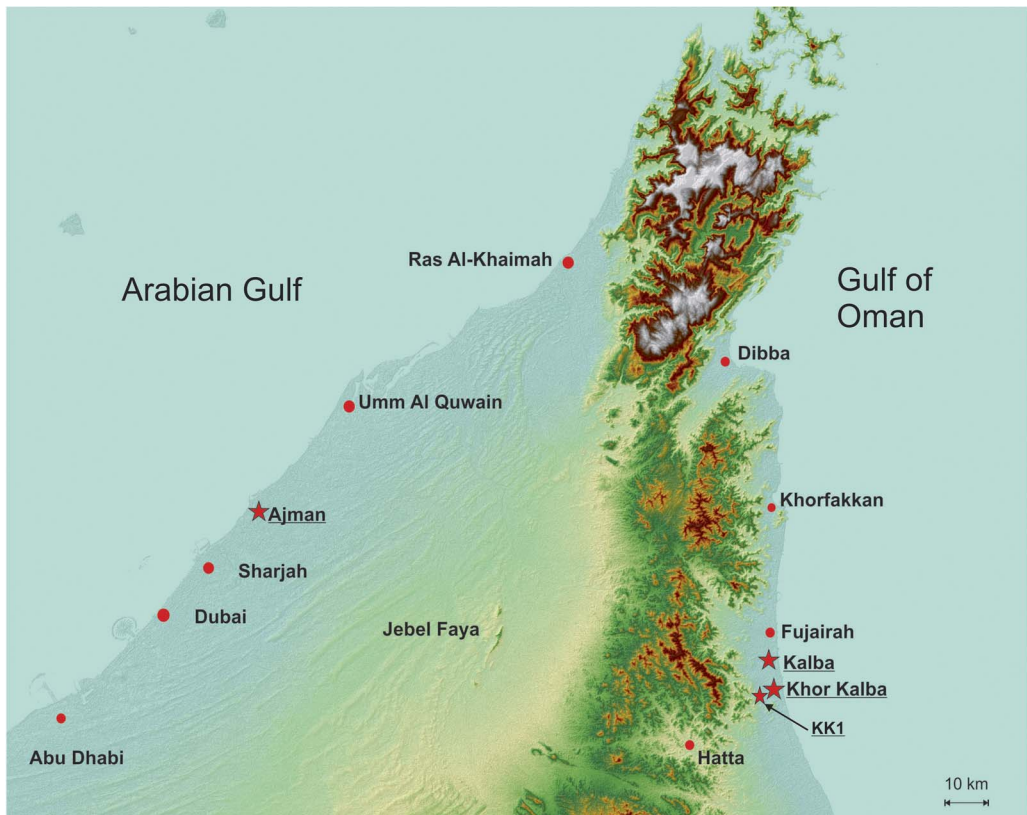 Ras Al-Khaimah
Arabian Gulf
Gulf of
Oman
Dibba
Umm Al Quwain
Khorfakkan
Ajman
Sharjah
Dubai
Jebel Faya
Fujairah
Kalba
Khor Kalba
KK1
Abu Dhabi
Hatta
10 km